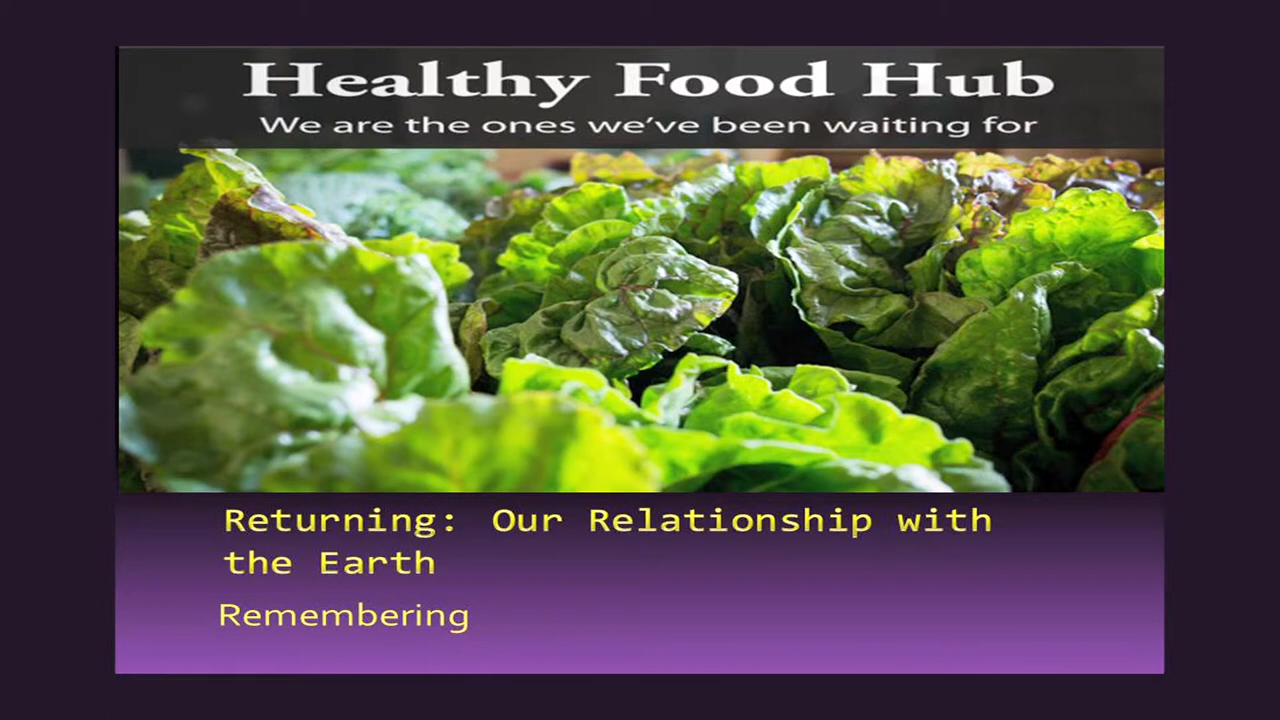 Healthy Food Hub
We are the ones we've been waiting for
Returning: Our Relationship with
the Earth
Remembering